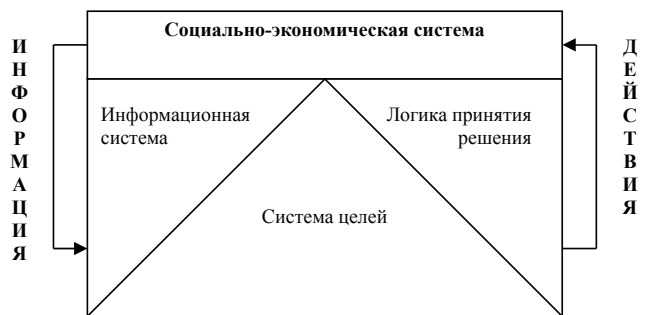 Социально-экономическая система
ИНФОРМАЦИЯ
Информационная
система
Логика принятия
решения
Система целей
ДЕЙСТВИЯ